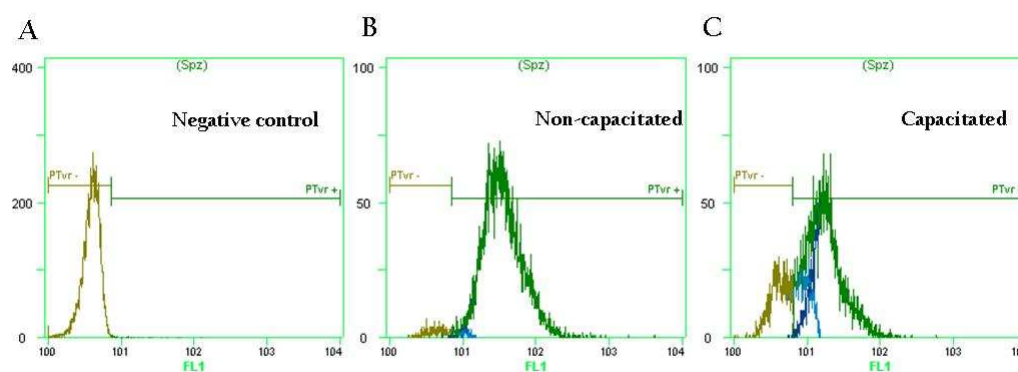 A
(Spz)
400
Negative control
PTvr -
PTvr +
200
0
100
101
102
103
104
FL1
B
(Spz)
100
Non-capacitated
PTvr -
PTvr +
50
0
100
101
102
103
104
FL1
C
(Spz)
100
Capacitated
PTvr -
PTvr
50
0
100
101
102
103
FL1